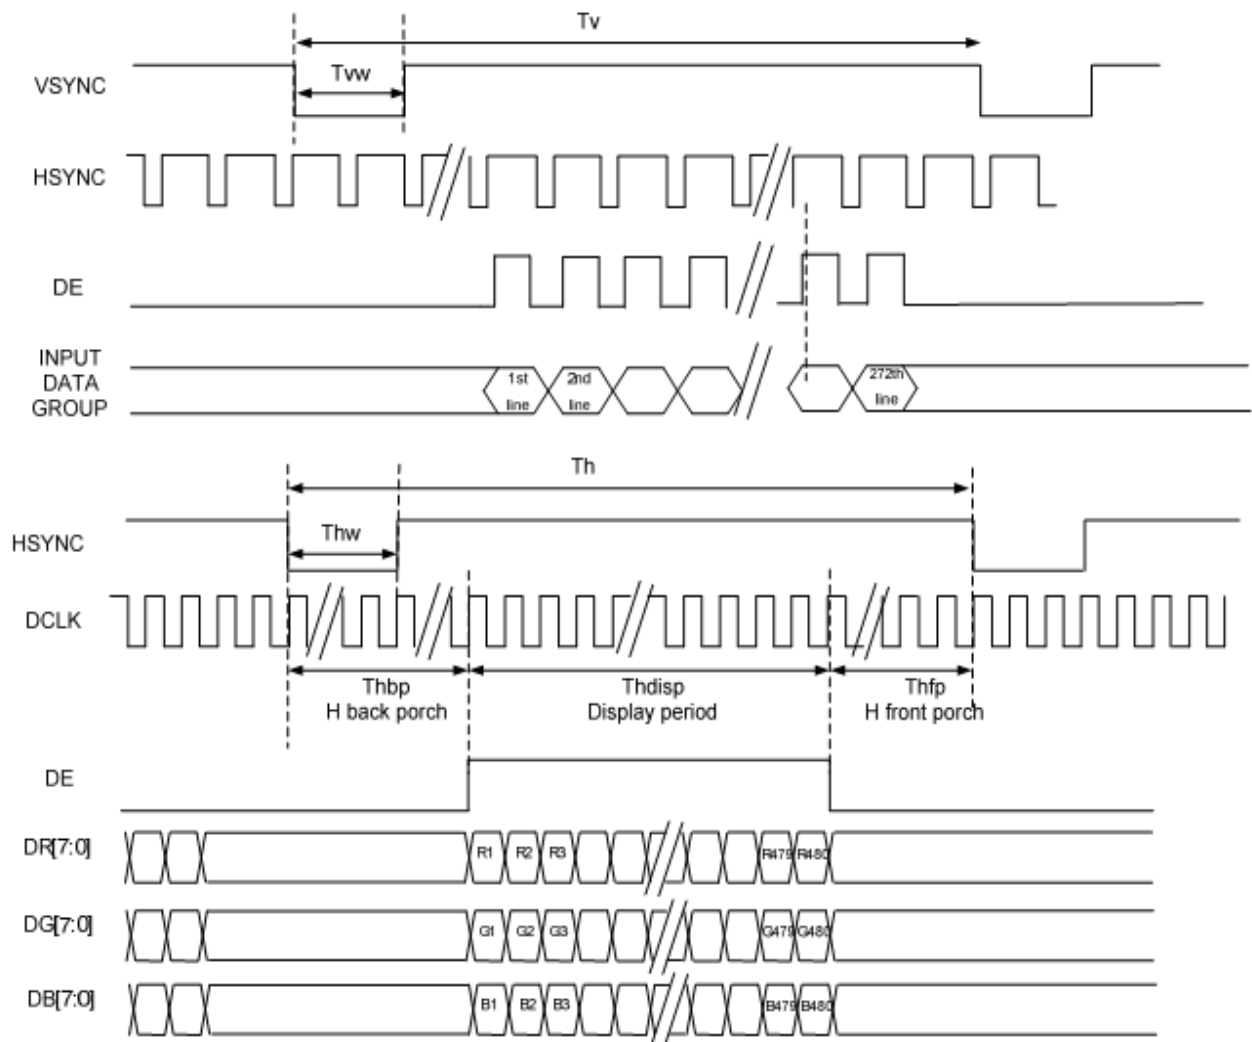 Tv
Tvw
VSYNC
HSYNC
DE
INPUT
DATA
GROUP
1st
line
2nd
line
272th
line
Th
HSYNC
Thw
DCLK
Thbp
H back porch
Thdisp
Display period
Thfp
H front porch
DE
DR[7:0]
R1 R2 R3 R479 R480
DG[7:0]
G1 G2 G3 G479 G480
DB[7:0]
B1 B2 B3 B479 B480